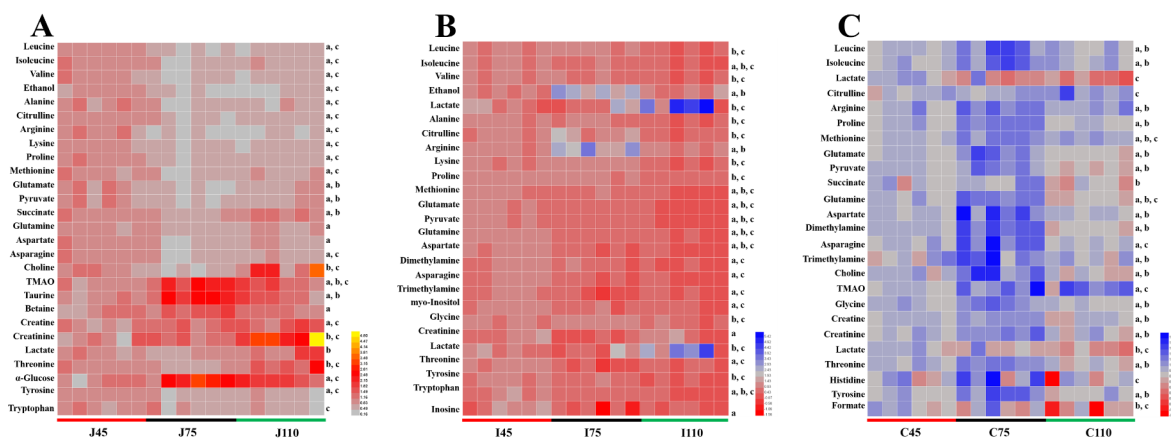 A
Leucine a, c
Isoleucine a, c
Valine a, c
Ethanol a, c
Alanine a, c
Citrulline a, c
Arginine a, c
Lysine a, c
Proline a, c
Methionine a, c
Glutamate a, b
Pyruvate a, b
Succinate a, b
Glutamine a
Aspartate a
Asparagine a, c
Choline b, c
TMAO a, b, c
Taurine a, b
Betaine a
Creatine a, c
Creatinine b, c
Lactate b
Threonine b, c
α-Glucose a, c
Tyrosine a, c
Tryptophan c
J45 J75 J110
B
Leucine b, c
Isoleucine a, b, c
Valine b, c
Ethanol a, b
Lactate b, c
Alanine b, c
Citrulline b, c
Arginine a, b
Lysine b, c
Proline b, c
Methionine a, b, c
Glutamate a, b, c
Pyruvate a, b, c
Glutamine a, b, c
Aspartate a, b, c
Dimethylamine a, c
Asparagine a, c
Trimethylamine a, c
myo-Inositol a, c
Glycine b, c
Creatinine a
Lactate b, c
Threonine a, c
Tyrosine b, c
Tryptophan a, b, c
Inosine a
I45 I75 I110
C
Leucine a, b
Isoleucine a, b
Lactate c
Citrulline c
Arginine a, b
Proline a, b
Methionine a, b, c
Glutamate a, b
Pyruvate a, b
Succinate b
Glutamine a, b, c
Aspartate a, b
Dimethylamine a, b
Asparagine a, c
Trimethylamine a, b
Choline a, b
TMAO a, c
Glycine a, b
Creatine a, b
Creatinine a, b
Lactate b, c
Threonine a, b
Histidine c
Tyrosine a, b
Formate b, c
C45 C75 C110